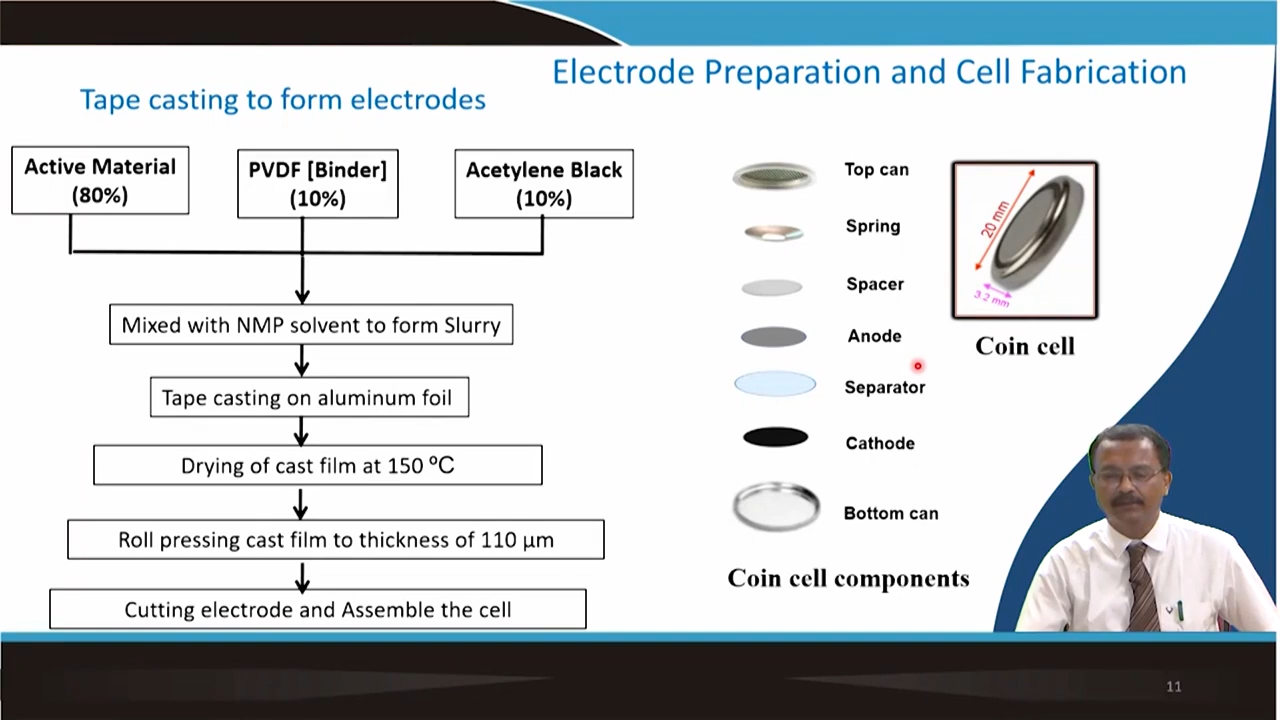 Electrode Preparation and Cell Fabrication
Tape casting to form electrodes
Active Material
(80%)
PVDF [Binder]
(10%)
Acetylene Black
(10%)
Mixed with NMP solvent to form Slurry
Tape casting on aluminum foil
Drying of cast film at 150 ⁰C
Roll pressing cast film to thickness of 110 µm
Cutting electrode and Assemble the cell
Top can
Spring
Spacer
Anode
Separator
Cathode
Bottom can
Coin cell components
20 mm
3.2 mm
Coin cell
11